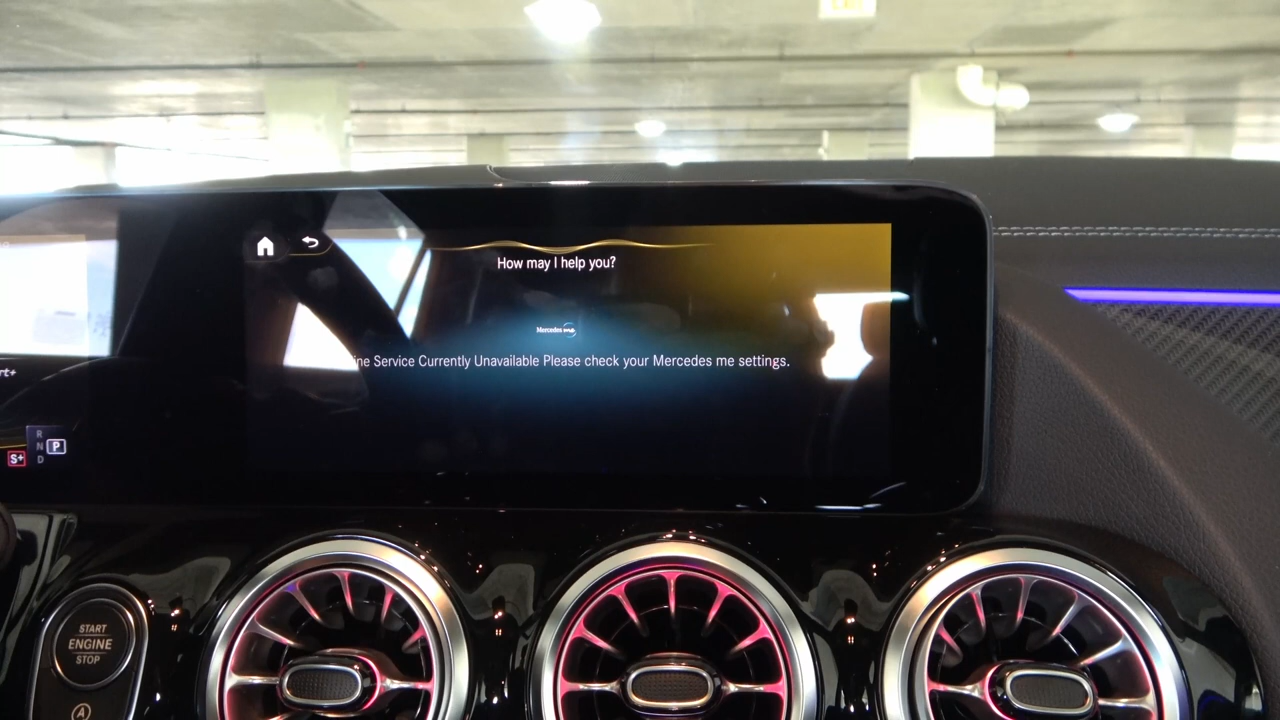 How may I help you?
Mercedes me
ine Service Currently Unavailable Please check your Mercedes me settings.
rt+
R
N
P
D
S+
START
ENGINE
STOP
A